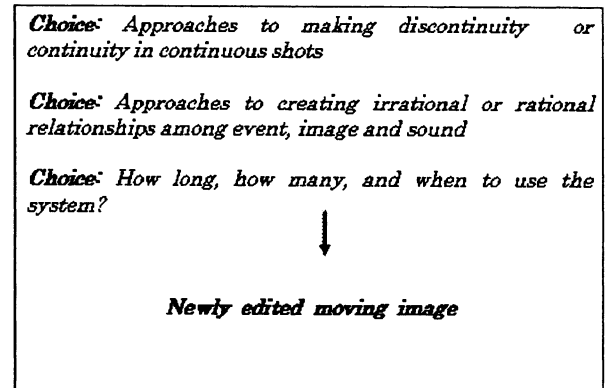 Choice: Approaches to making discontinuity or
continuity in continuous shots
Choice: Approaches to creating irrational or rational
relationships among event, image and sound
Choice: How long, how many, and when to use the
system?
Newly edited moving image